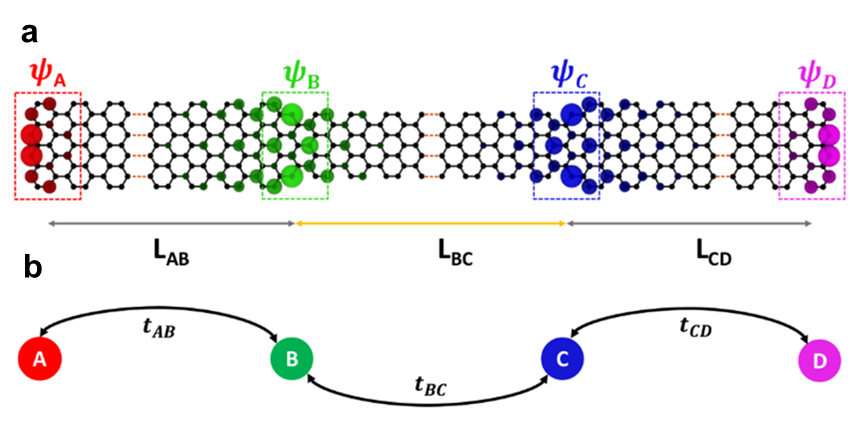 a
ψA ψB ψC ψD
LAB LBC LCD
b
tAB tCD
A B C D
tBC